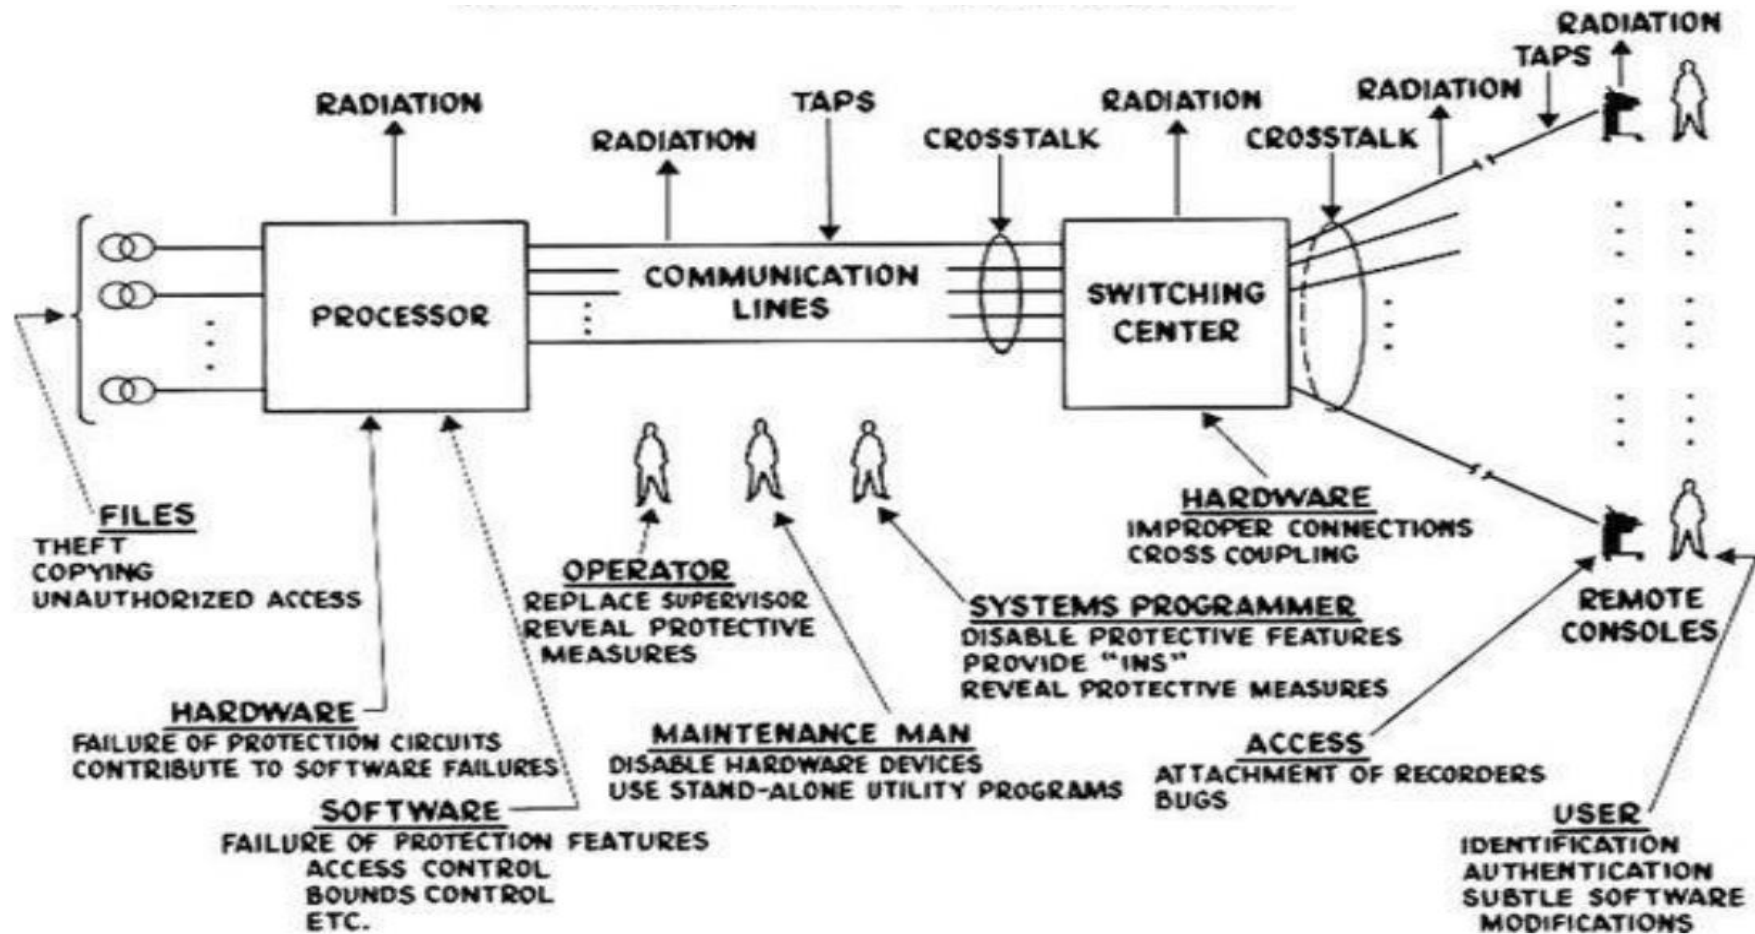 RADIATION
TAPS
RADIATION
RADIATION
TAPS
RADIATION
RADIATION
CROSSTALK
CROSSTALK
PROCESSOR
COMMUNICATION
LINES
SWITCHING
CENTER
FILES
THEFT
COPYING
UNAUTHORIZED ACCESS
OPERATOR
REPLACE SUPERVISOR
REVEAL PROTECTIVE
MEASURES
HARDWARE
IMPROPER CONNECTIONS
CROSS COUPLING
SYSTEMS PROGRAMMER
DISABLE PROTECTIVE FEATURES
PROVIDE "INS"
REVEAL PROTECTIVE MEASURES
REMOTE
CONSOLES
HARDWARE
FAILURE OF PROTECTION CIRCUITS
CONTRIBUTE TO SOFTWARE FAILURES
MAINTENANCE MAN
DISABLE HARDWARE DEVICES
USE STAND-ALONE UTILITY PROGRAMS
ACCESS
ATTACHMENT OF RECORDERS
BUGS
SOFTWARE
FAILURE OF PROTECTION FEATURES
ACCESS CONTROL
BOUNDS CONTROL
ETC.
USER
IDENTIFICATION
AUTHENTICATION
SUBTLE SOFTWARE
MODIFICATIONS